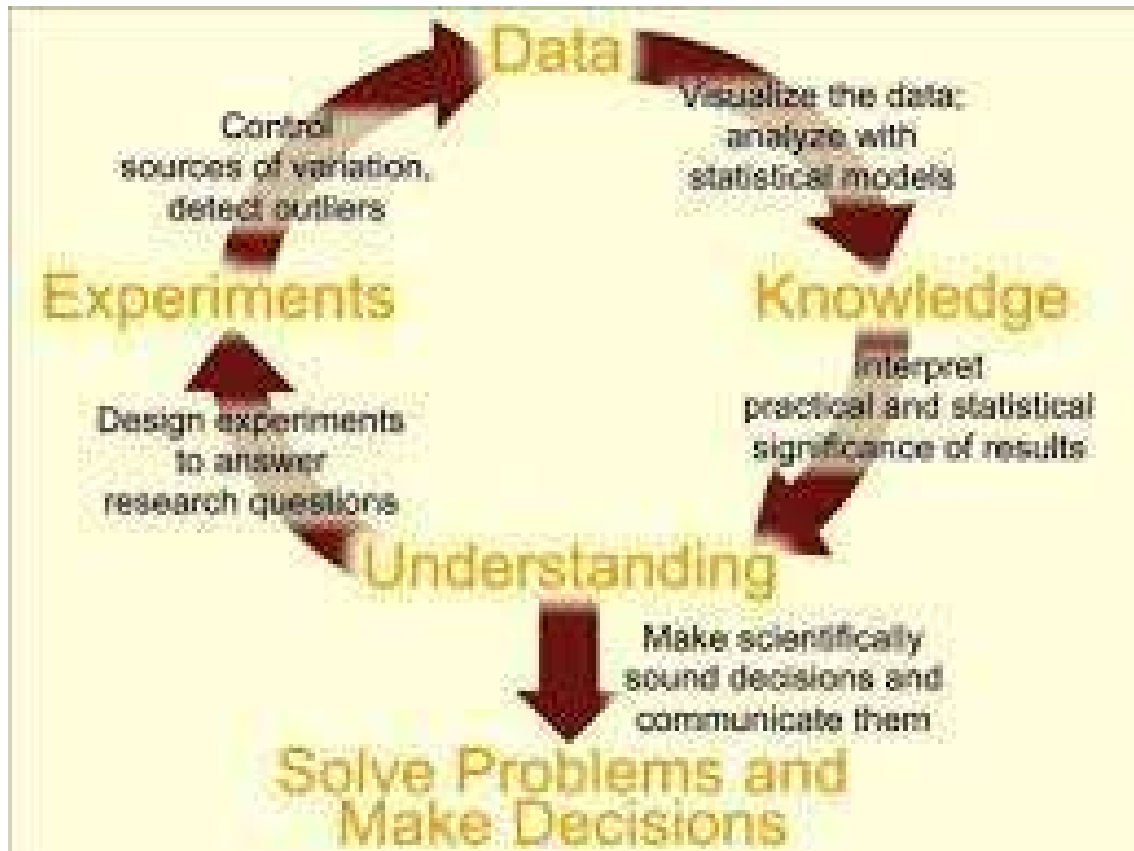 Data
Visualize the data;
analyze with
statistical models
Knowledge
interpret
practical and statistical
significance of results
Understanding
Design experiments
to answer
research questions
Experiments
Control
sources of variation,
detect outliers
Make scientifically
sound decisions and
communicate them
Solve Problems and
Make Decisions